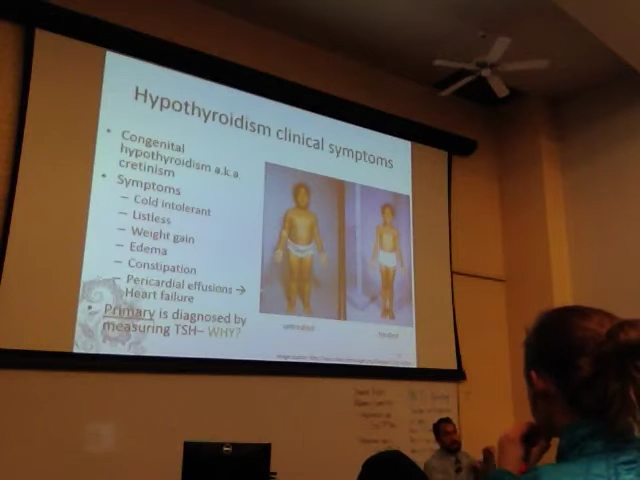 Hypothyroidism clinical symptoms
• Congenital
hypothyroidism a.k.a
cretinism
• Symptoms
– Cold intolerant
– Listless
– Weight gain
– Edema
– Constipation
– Pericardial effusions →
Heart failure
• Primary is diagnosed by
measuring TSH– WHY?
untreated
treated
DELL